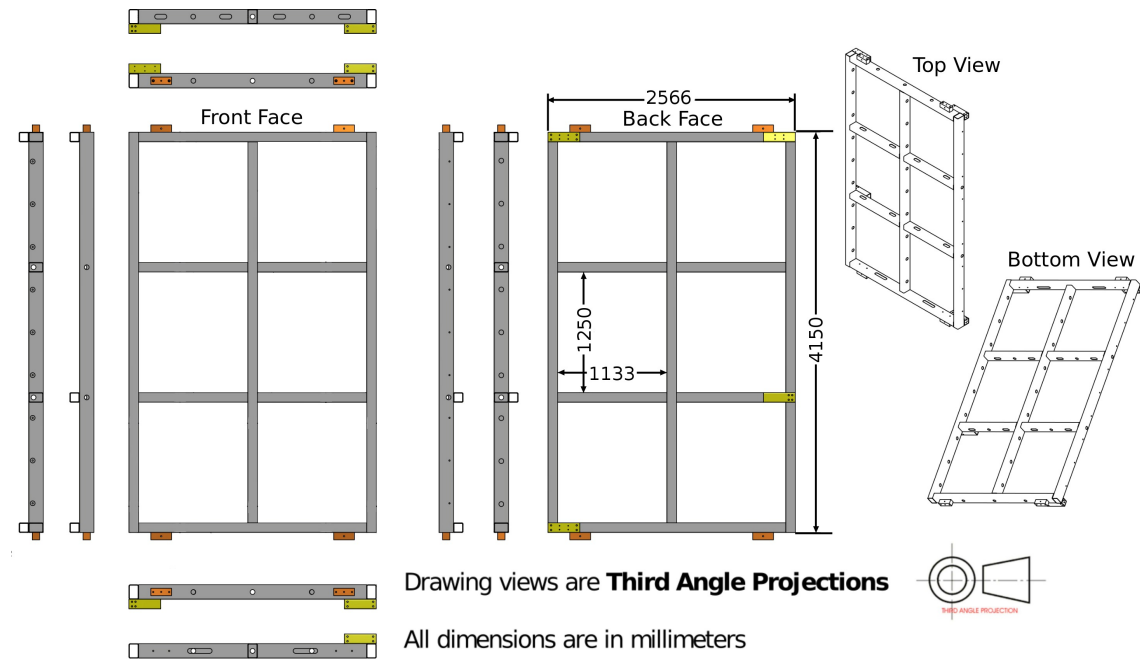 Top View
2566
Front Face
Back Face
Bottom View
1250
4150
1133
Drawing views are Third Angle Projections
THIRD ANGLE PROJECTION
All dimensions are in millimeters